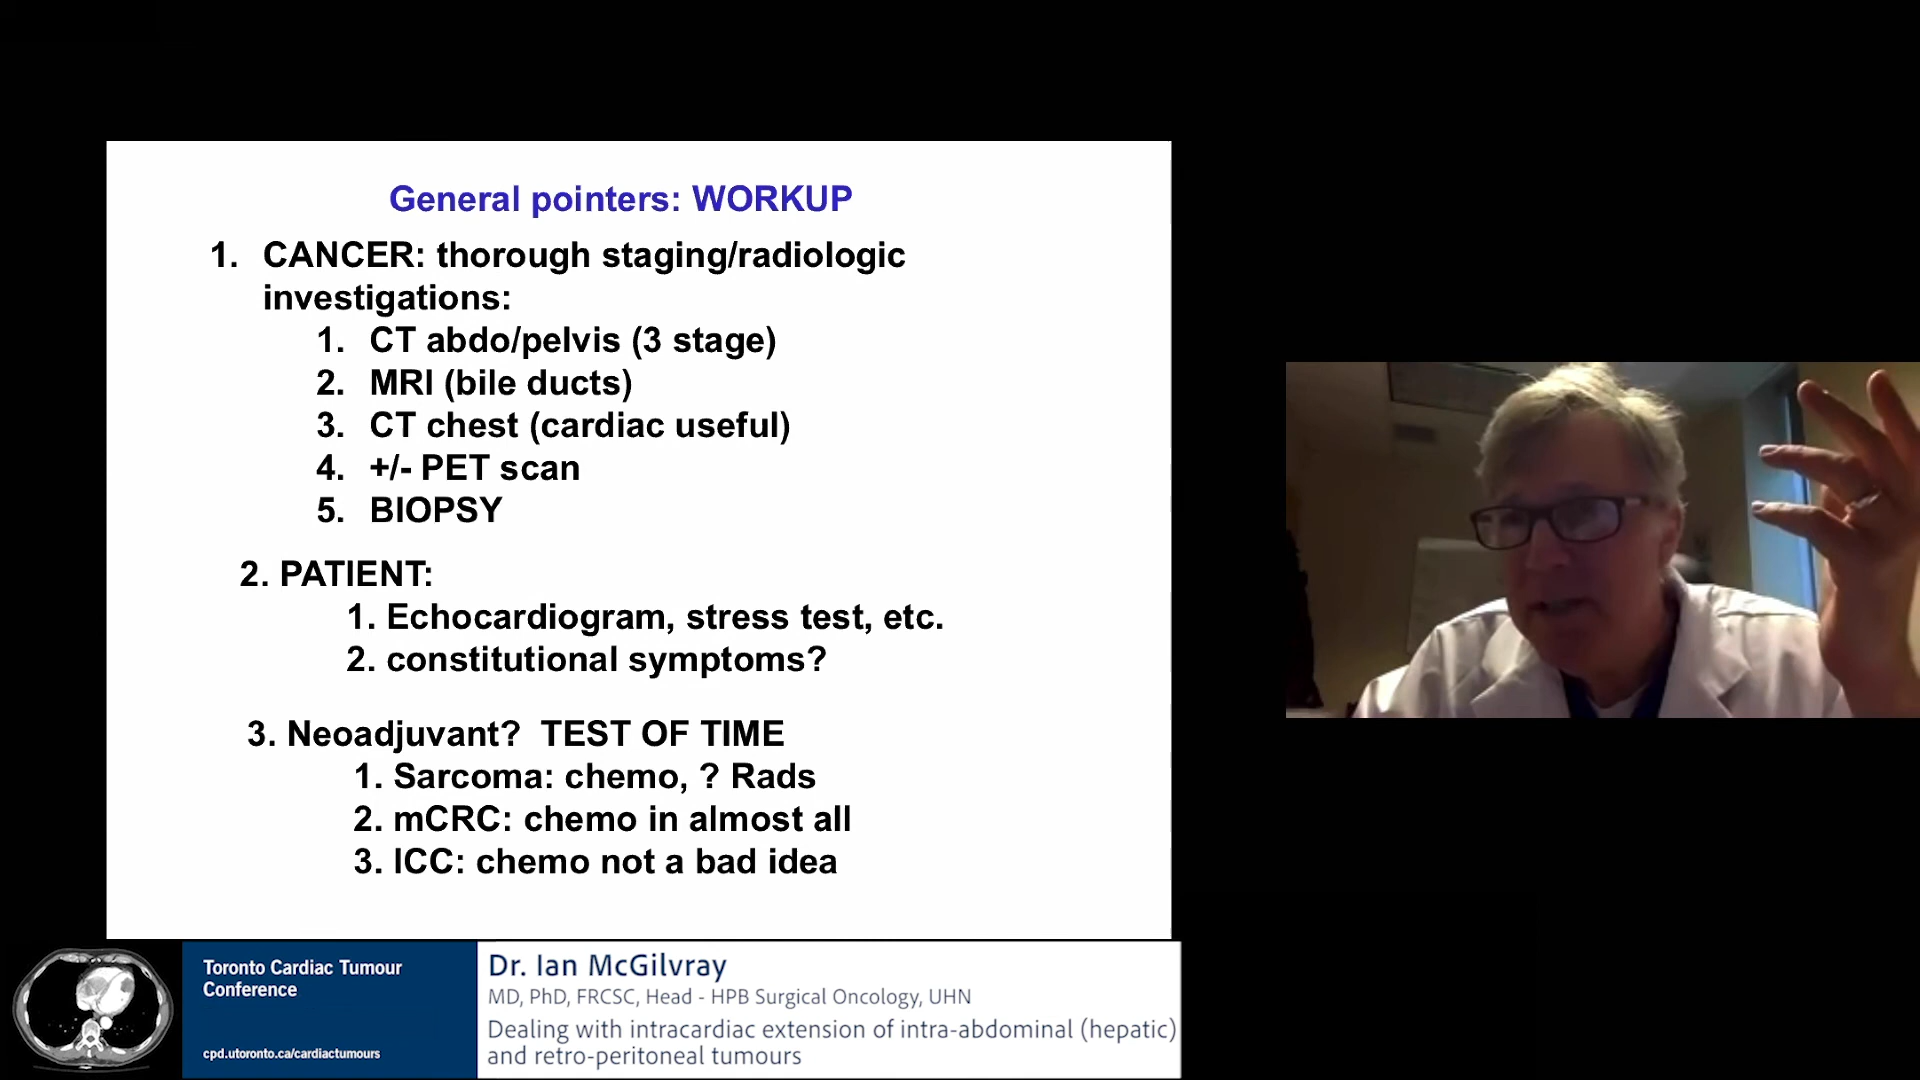 General pointers: WORKUP
1. CANCER: thorough staging/radiologic
investigations:
1. CT abdo/pelvis (3 stage)
2. MRI (bile ducts)
3. CT chest (cardiac useful)
4. +/- PET scan
5. BIOPSY
2. PATIENT:
1. Echocardiogram, stress test, etc.
2. constitutional symptoms?
3. Neoadjuvant? TEST OF TIME
1. Sarcoma: chemo, ? Rads
2. mCRC: chemo in almost all
3. ICC: chemo not a bad idea
Toronto Cardiac Tumour
Conference
cpd.utoronto.ca/cardiactumours
Dr. Ian McGilvray
MD, PhD, FRCSC, Head - HPB Surgical Oncology, UHN
Dealing with intracardiac extension of intra-abdominal (hepatic)
and retro-peritoneal tumours